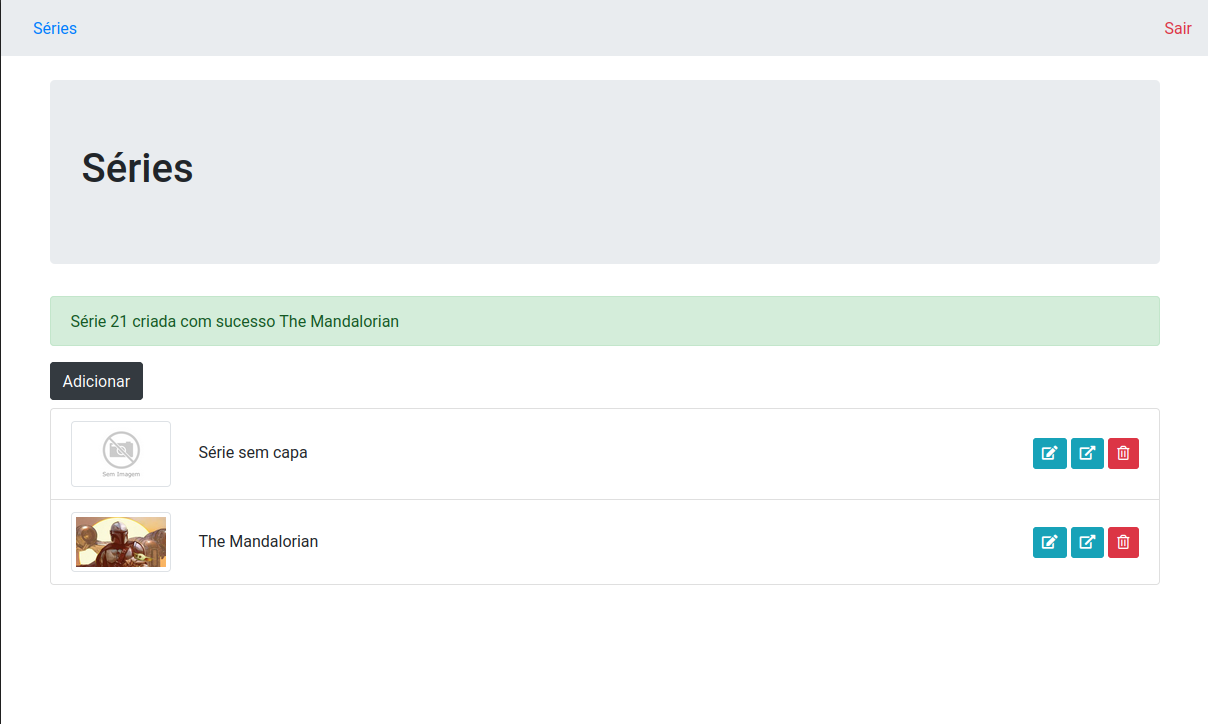 Séries
Sair
Séries
Série 21 criada com sucesso The Mandalorian
Adicionar
Sem Imagem
Série sem capa
The Mandalorian